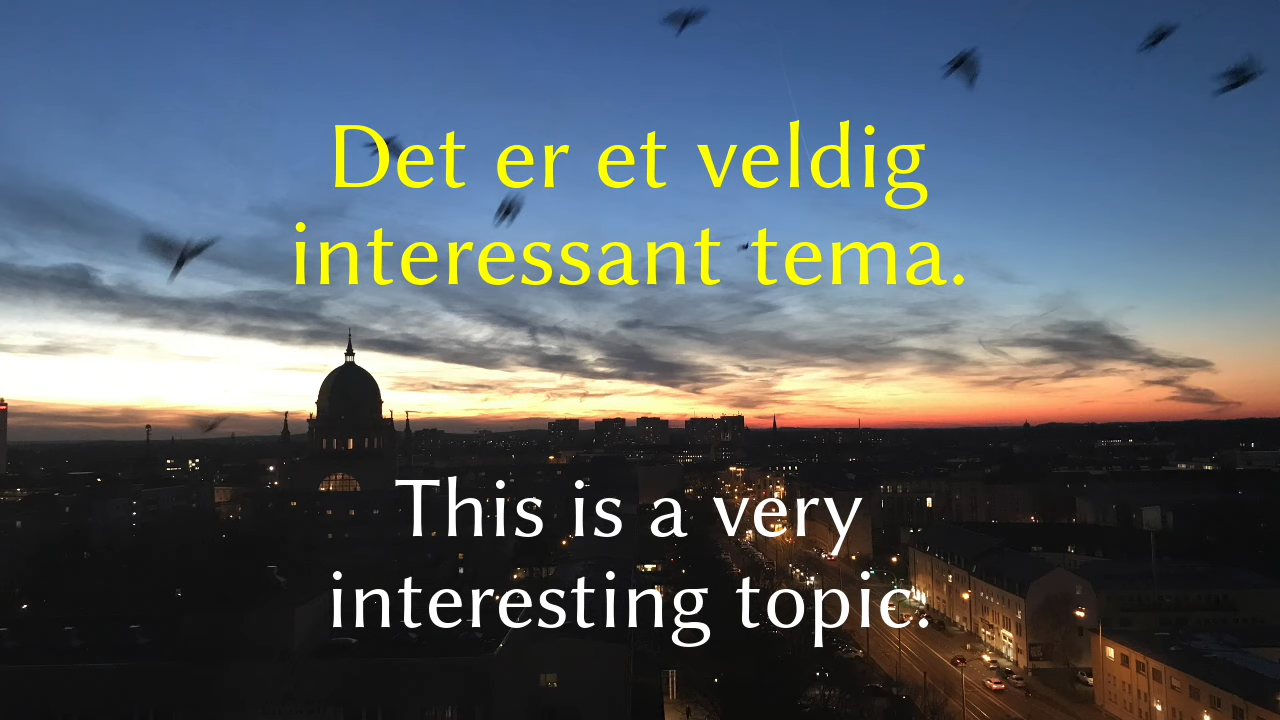 Det er et veldig
interessant tema.
This is a very
interesting topic.